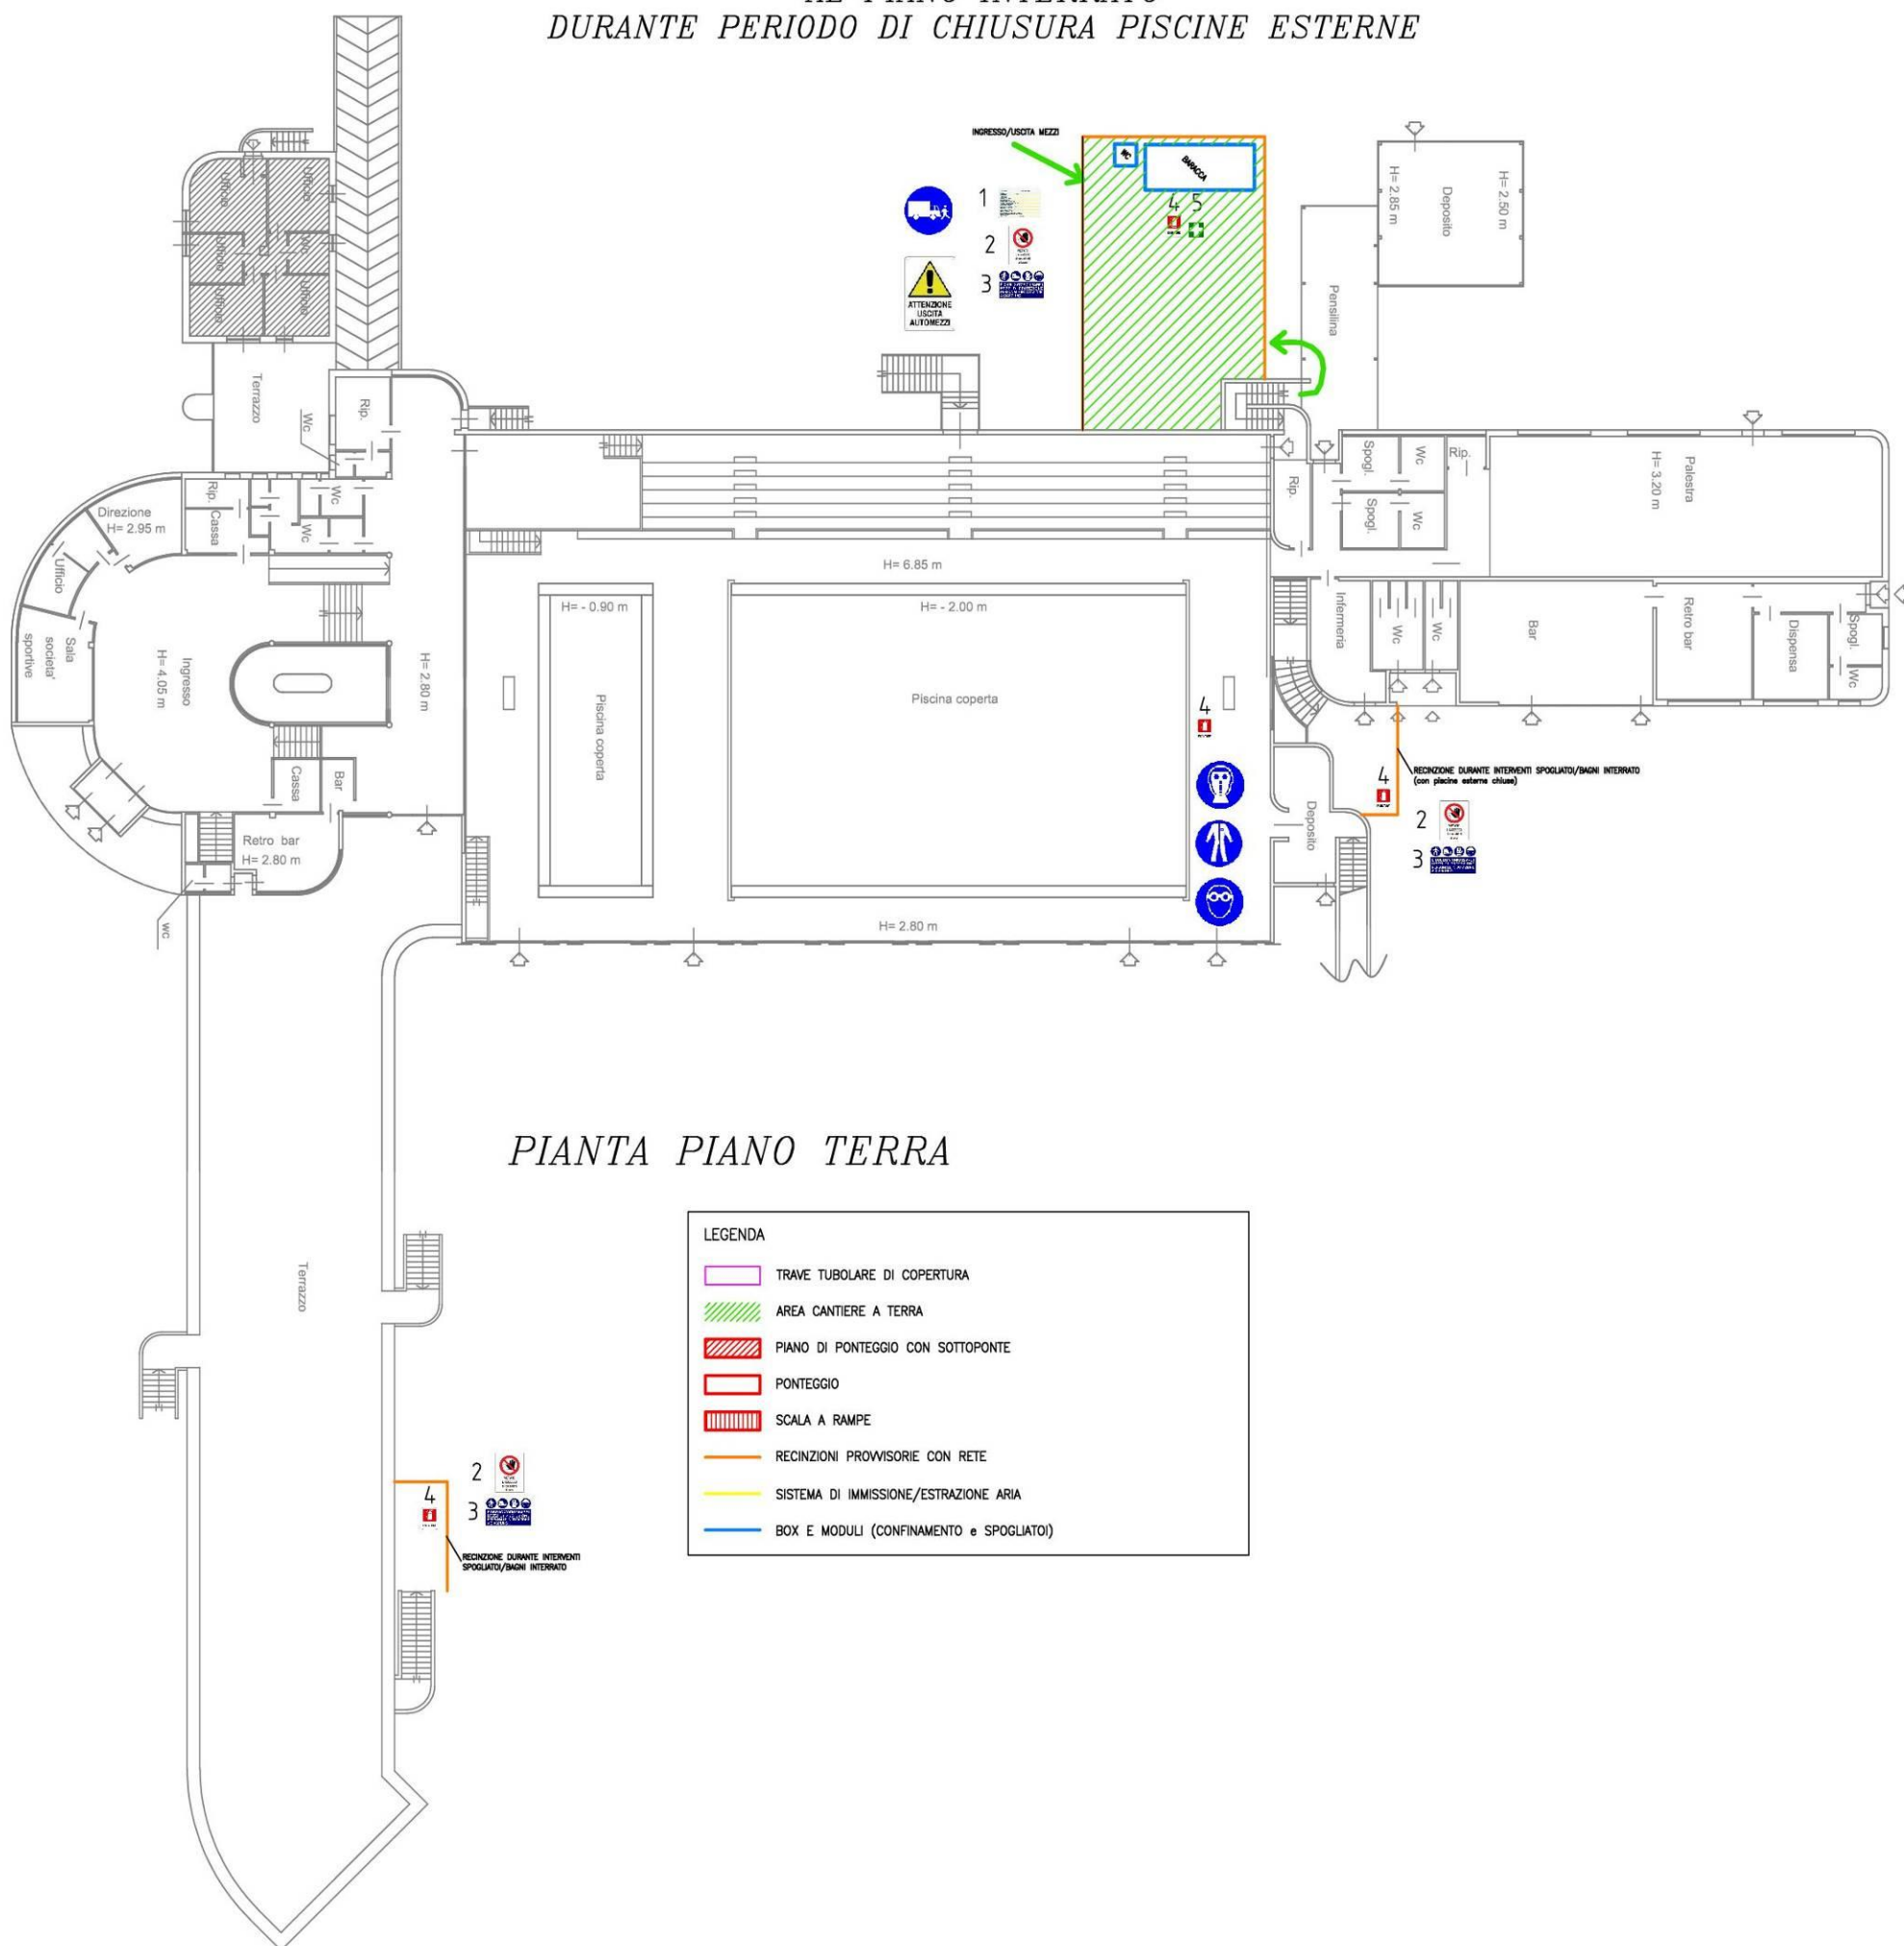 AL PIANO INTERRATO
DURANTE PERIODO DI CHIUSURA PISCINE ESTERNE
INGRESSO/USCITA MEZZI
WC
BARACCA
1
2
3
4 5
ATTENZIONE
USCITA
AUTOMEZZI
H= 2.85 m
Deposito
H= 2.50 m
Pensilina
Ufficio
Ufficio
Ufficio
Wc
Ufficio
Ufficio
Terrazzo
Wc
Rip.
Rip.
Cassa
Wc
Wc
Direzione
H= 2.95 m
Ufficio
Sala
societa'
sportive
Ingresso
H= 4.05 m
H= 2.80 m
Cassa
Bar
Retro bar
H= 2.80 m
wc
H= 6.85 m
H= - 0.90 m
H= - 2.00 m
Piscina coperta
Piscina coperta
H= 2.80 m
4
Rip.
Spogl.
Wc
Rip.
Spogl.
Wc
Palestra
H= 3.20 m
Infermeria
Wc
Wc
Bar
Retro bar
Dispensa
Spogl.
Wc
Deposito
RECINZIONE DURANTE INTERVENTI SPOGLIATOI/BAGNI INTERRATO
(con piscine esterne chiuse)
4
2
3
PIANTA PIANO TERRA
Terrazzo
LEGENDA
TRAVE TUBOLARE DI COPERTURA
AREA CANTIERE A TERRA
PIANO DI PONTEGGIO CON SOTTOPONTE
PONTEGGIO
SCALA A RAMPE
RECINZIONI PROVVISORIE CON RETE
SISTEMA DI IMMISSIONE/ESTRAZIONE ARIA
BOX E MODULI (CONFINAMENTO e SPOGLIATOI)
2
4
3
RECINZIONE DURANTE INTERVENTI
SPOGLIATOI/BAGNI INTERRATO